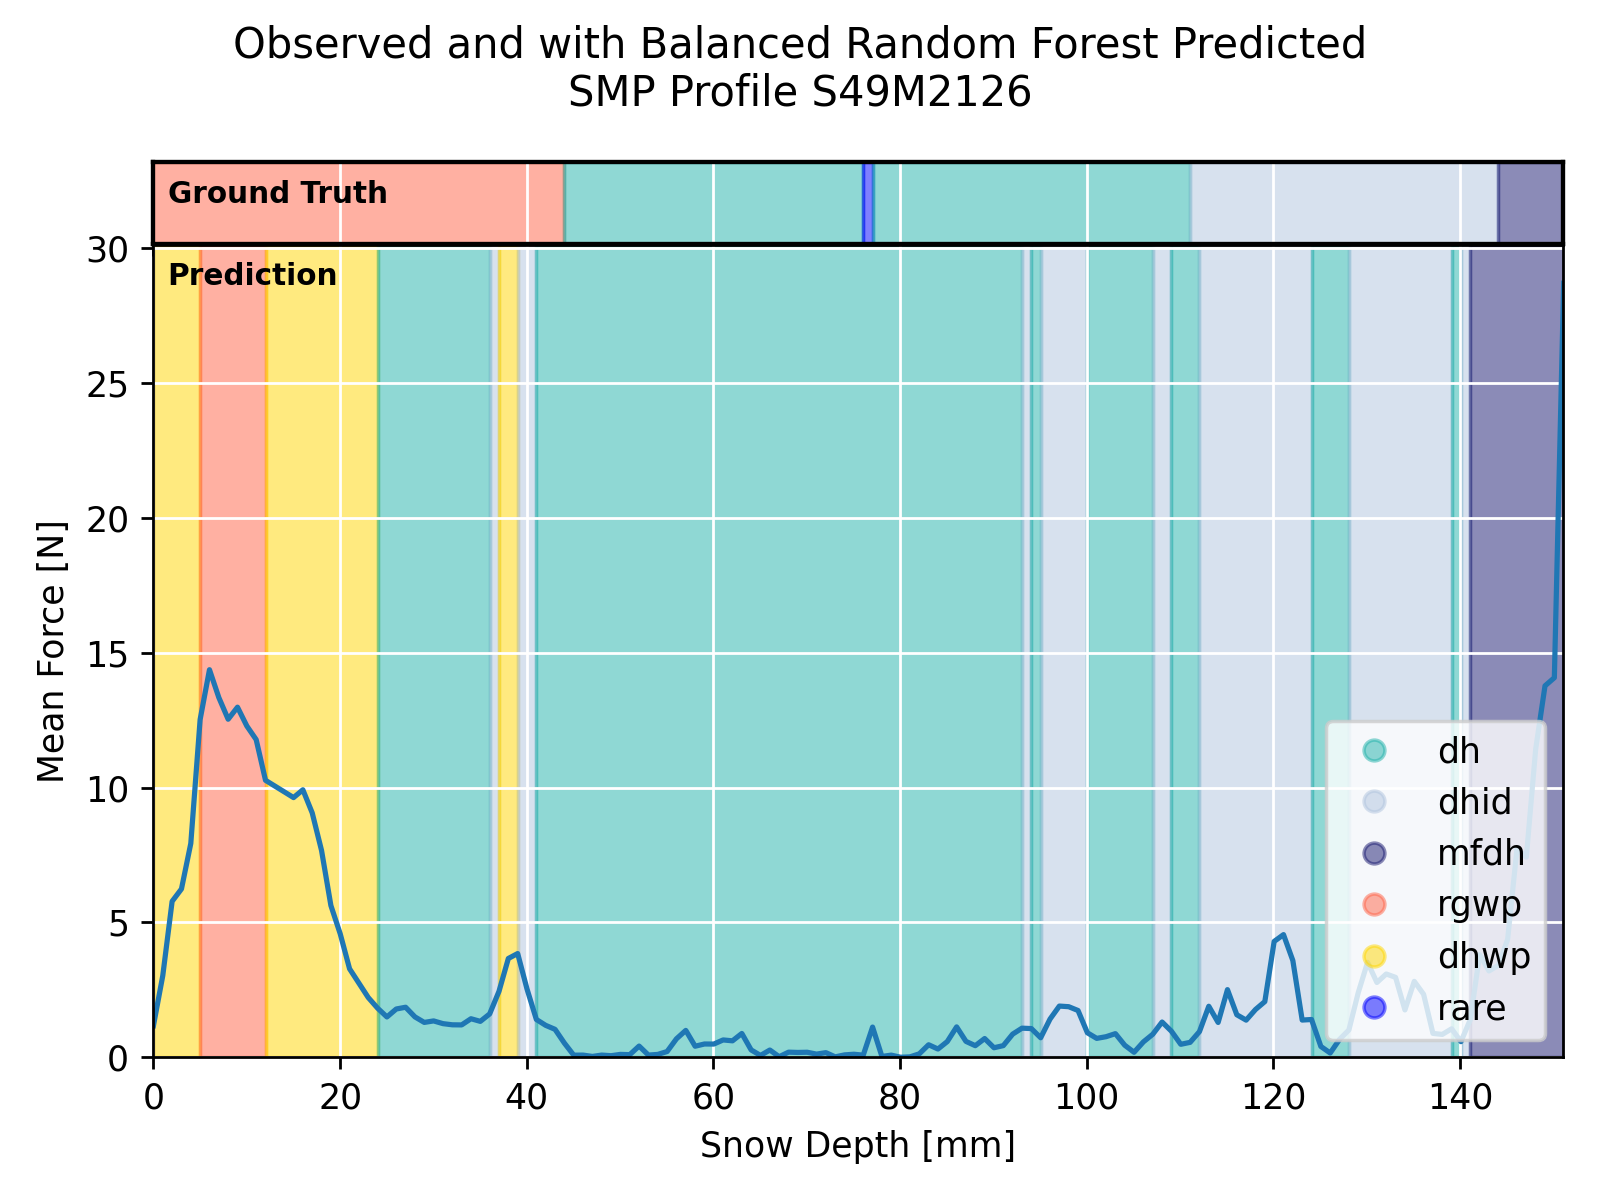 Observed and with Balanced Random Forest Predicted
SMP Profile S49M2126
Ground Truth
Prediction
30
25
20
15
10
5
0
Mean Force [N]
dh
dhid
mfdh
rgwp
dhwp
rare
0 20 40 60 80 100 120 140
Snow Depth [mm]